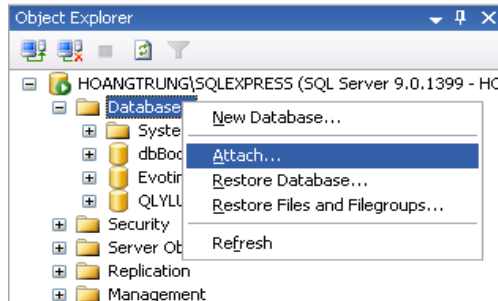 Object Explorer
HOANGTRUNG\SQLEXPRESS (SQL Server 9.0.1399 - HO
Database
New Database...
Syste
dbBoo
Attach...
Evotin
Restore Database...
QLYLU
Restore Files and Filegroups...
Security
Server Ob
Refresh
Replication
Management